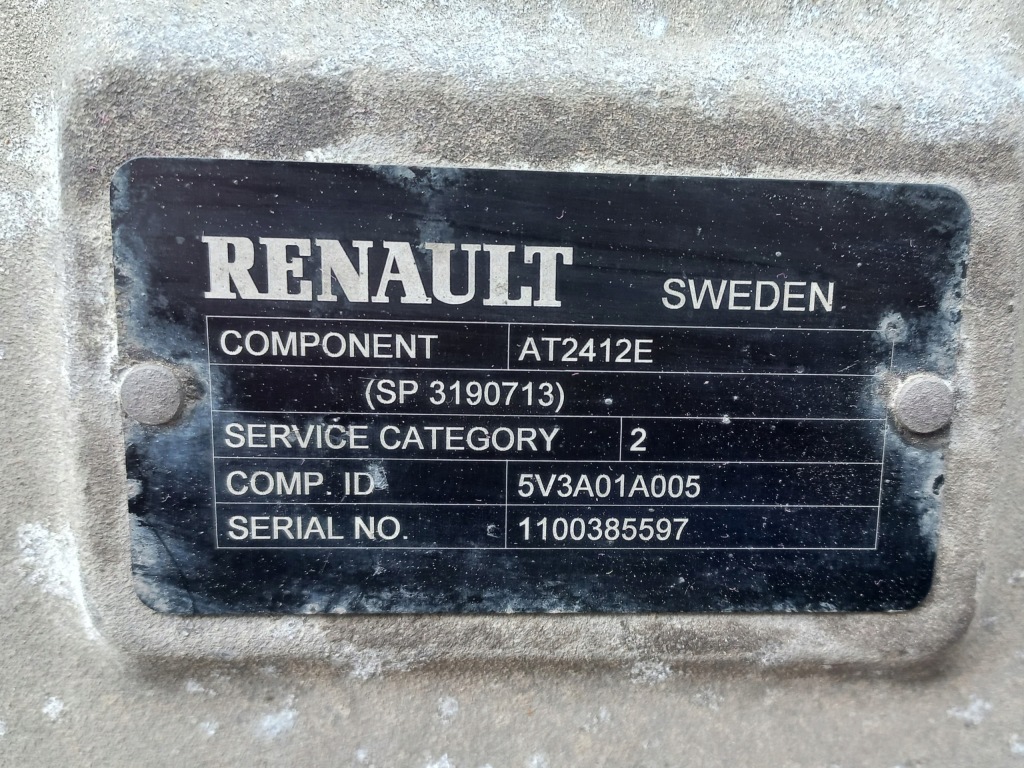 RENAULT SWEDEN
COMPONENT AT2412E
(SP 3190713)
SERVICE CATEGORY 2
COMP. ID 5V3A01A005
SERIAL NO. 1100385597